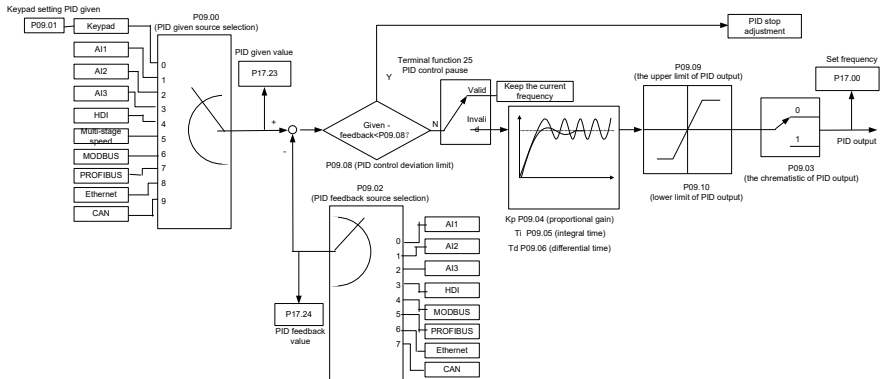 Keypad setting PID given
P09.01
Keypad
AI1
AI2
AI3
HDI
Multi-stage
speed
MODBUS
PROFIBUS
Ethernet
CAN
P09.00
(PID given source selection)
0
1
2
3
4
5
6
7
8
9
PID given value
P17.23
+
-
Given -
feedback<P09.08?
Y
N
P09.08 (PID control deviation limit)
Terminal function 25
PID control pause
Valid
Invali
d
Keep the current
frequency
PID stop
adjustment
Kp P09.04 (proportional gain)
Ti P09.05 (integral time)
Td P09.06 (differential time)
P09.09
(the upper limit of PID output)
P09.10
(lower limit of PID output)
Set frequency
P17.00
0
1
PID output
P09.03
(the chrematistic of PID output)
P09.02
(PID feedback source selection)
0
1
2
3
4
5
6
7
AI1
AI2
AI3
HDI
MODBUS
PROFIBUS
Ethernet
CAN
P17.24
PID feedback
value